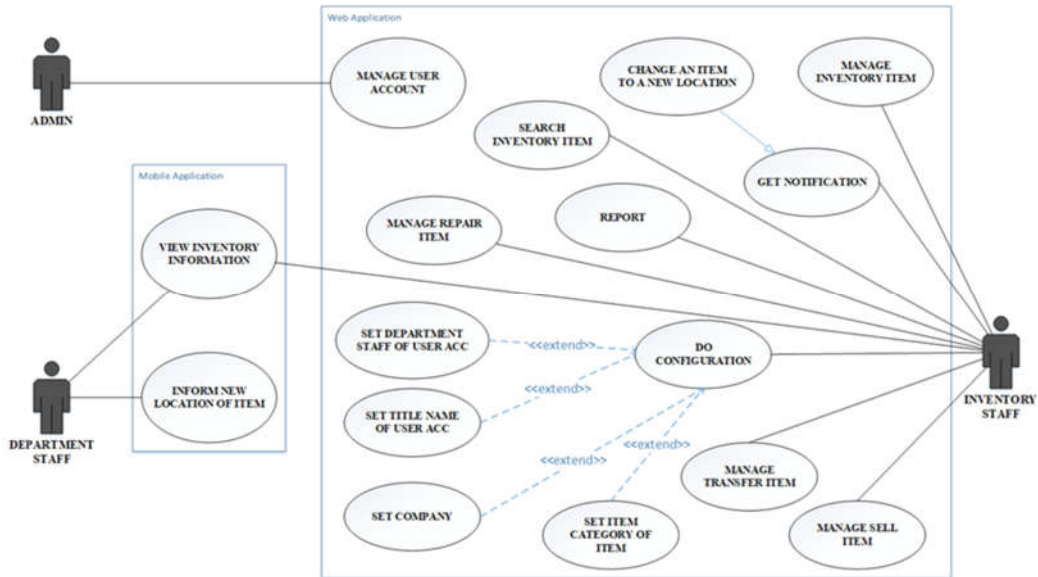 Web Application
MANAGE USER
ACCOUNT
CHANGE AN ITEM
TO A NEW LOCATION
MANAGE
INVENTORY ITEM
ADMIN
SEARCH
INVENTORY ITEM
Mobile Application
GET NOTIFICATION
VIEW INVENTORY
INFORMATION
MANAGE REPAIR
ITEM
REPORT
SET DEPARTMENT
STAFF OF USER ACC
<<extend>>
DO
CONFIGURATION
INFORM NEW
LOCATION OF ITEM
<<extend>>
SET TITLE NAME
OF USER ACC
INVENTORY
STAFF
DEPARTMENT
STAFF
<<extend>>
<<extend>>
MANAGE
TRANSFER ITEM
SET COMPANY
SET ITEM
CATEGORY OF
ITEM
MANAGE SELL
ITEM